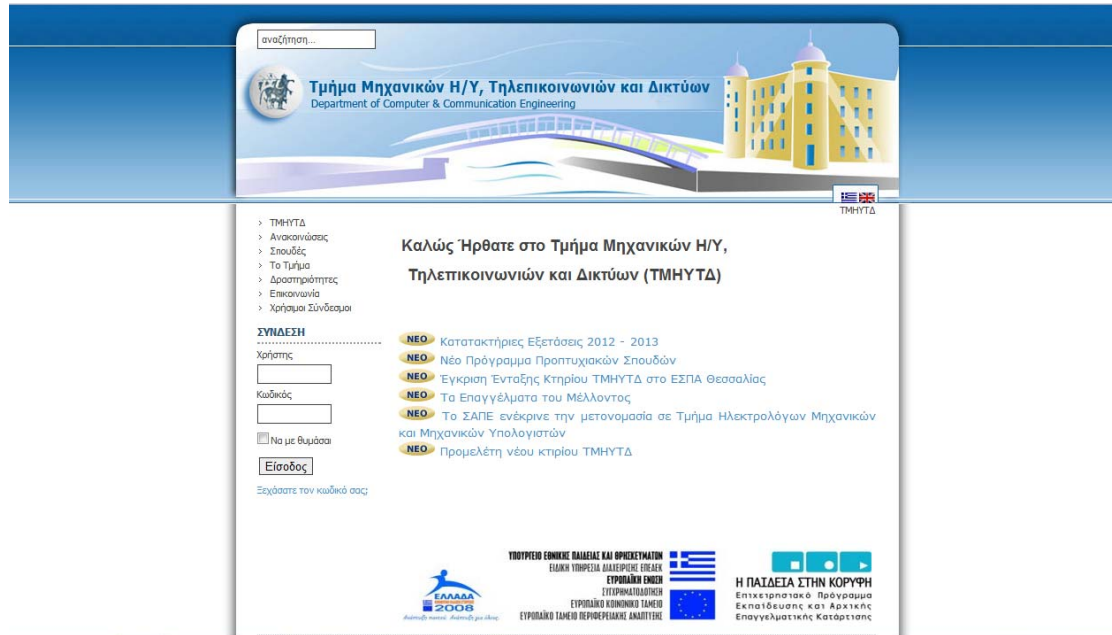 αναζήτηση...
Τμήμα Μηχανικών Η/Υ, Τηλεπικοινωνιών και Δικτύων
Department of Computer & Communication Engineering
ΤΜΗΥΤΔ
> ΤΜΗΥΤΔ
> Ανακοινώσεις
> Σπουδές
> Το Τμήμα
> Δραστηριότητες
> Επικοινωνία
> Χρήσιμοι Σύνδεσμοι
ΣΥΝΔΕΣΗ
Χρήστης
Κωδικός
Να με θυμάσαι
Είσοδος
Ξεχάσατε τον κωδικό σας;
Καλώς Ήρθατε στο Τμήμα Μηχανικών Η/Υ,
Τηλεπικοινωνιών και Δικτύων (ΤΜΗΥΤΔ)
ΝΕΟ Κατατακτήριες Εξετάσεις 2012 - 2013
ΝΕΟ Νέο Πρόγραμμα Προπτυχιακών Σπουδών
ΝΕΟ Έγκριση Ένταξης Κτηρίου ΤΜΗΥΤΔ στο ΕΣΠΑ Θεσσαλίας
ΝΕΟ Τα Επαγγέλματα του Μέλλοντος
ΝΕΟ Το ΣΑΠΕ ενέκρινε την μετονομασία σε Τμήμα Ηλεκτρολόγων Μηχανικών
και Μηχανικών Υπολογιστών
ΝΕΟ Προμελέτη νέου κτιρίου ΤΜΗΥΤΔ
ΕΛΛΑΔΑ
2008
Ανάπτυξη παντού. Ανάπτυξη για όλους.
ΥΠΟΥΡΓΕΙΟ ΕΘΝΙΚΗΣ ΠΑΙΔΕΙΑΣ ΚΑΙ ΘΡΗΣΚΕΥΜΑΤΩΝ
ΕΙΔΙΚΗ ΥΠΗΡΕΣΙΑ ΔΙΑΧΕΙΡΙΣΗΣ ΕΠΕΑΕΚ
ΕΥΡΩΠΑΪΚΗ ΕΝΩΣΗ
ΣΥΓΧΡΗΜΑΤΟΔΟΤΗΣΗ
ΕΥΡΩΠΑΪΚΟ ΚΟΙΝΩΝΙΚΟ ΤΑΜΕΙΟ
ΕΥΡΩΠΑΪΚΟ ΤΑΜΕΙΟ ΠΕΡΙΦΕΡΕΙΑΚΗΣ ΑΝΑΠΤΥΞΗΣ
Η ΠΑΙΔΕΙΑ ΣΤΗΝ ΚΟΡΥΦΗ
Επιχειρησιακό Πρόγραμμα
Εκπαίδευσης και Αρχικής
Επαγγελματικής Κατάρτισης